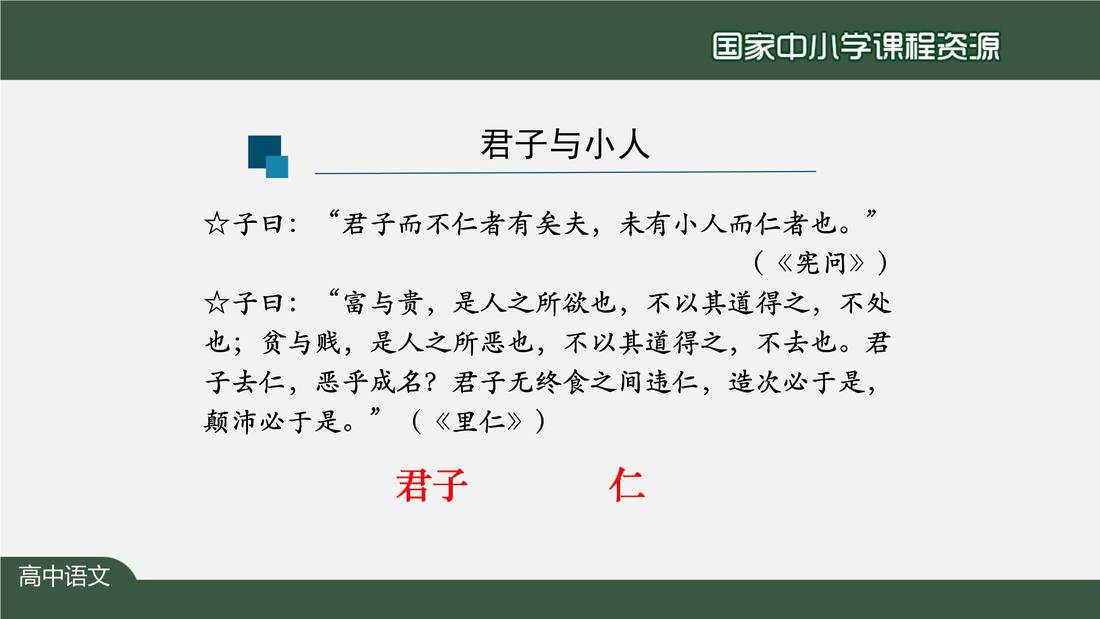 国家中小学课程资源
君子与小人
☆子曰：“君子而不仁者有矣夫，未有小人而仁者也。”
（《宪问》）
☆子曰：“富与贵，是人之所欲也，不以其道得之，不处
也；贫与贱，是人之所恶也，不以其道得之，不去也。君
子去仁，恶乎成名？君子无终食之间违仁，造次必于是，
颠沛必于是。”（《里仁》）
君子 仁
高中语文